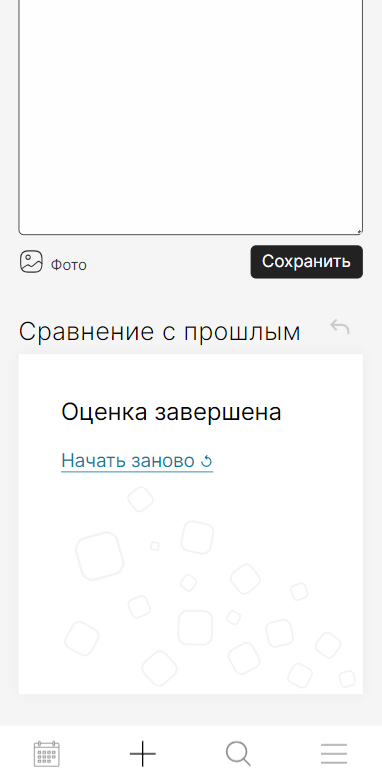 Фото
Сохранить
Сравнение с прошлым
Оценка завершена
Начать заново